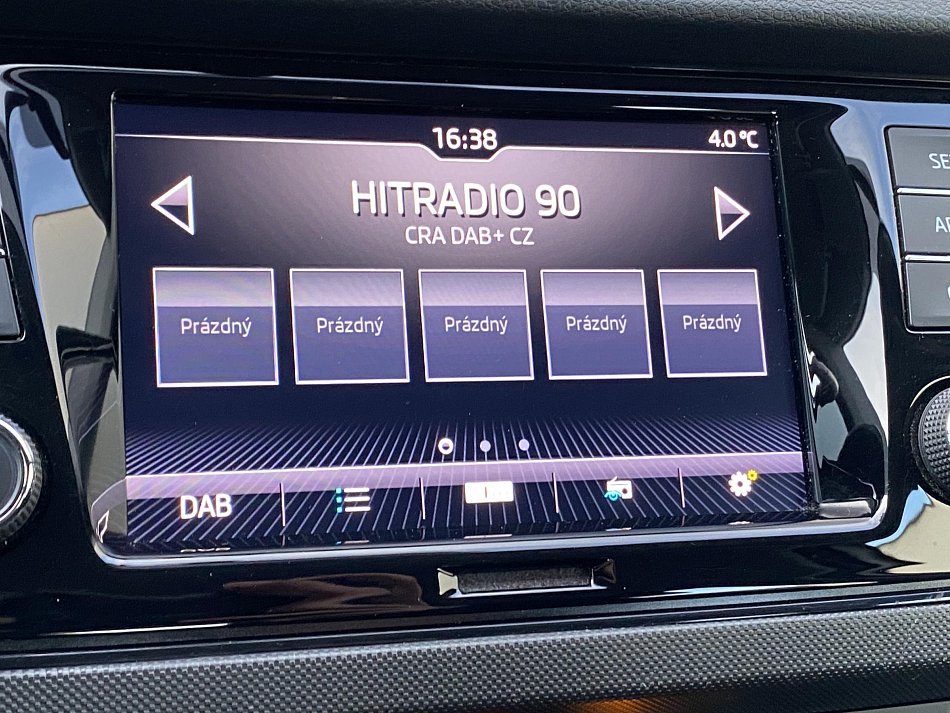 16:38 4.0 °C
HITRADIO 90
CRA DAB+ CZ
Prázdný Prázdný Prázdný Prázdný Prázdný
DAB